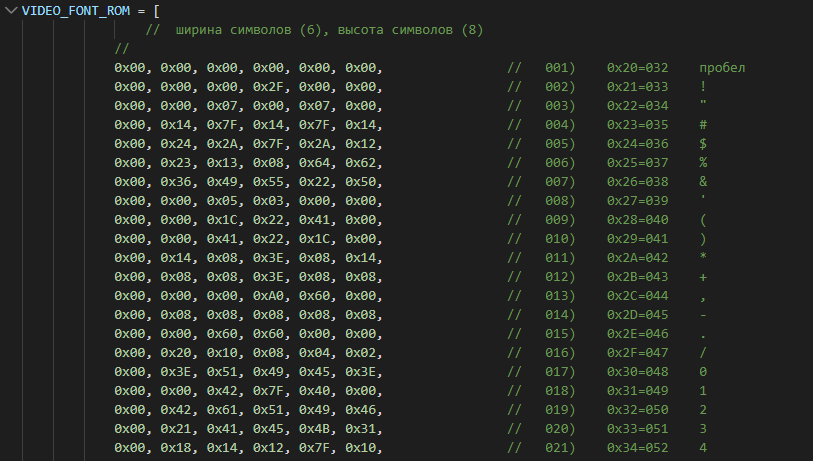 VIDEO_FONT_ROM = [
// ширина символов (6), высота символов (8)
//
0x00, 0x00, 0x00, 0x00, 0x00, 0x00, // 001) 0x20=032 пробел
0x00, 0x00, 0x00, 0x2F, 0x00, 0x00, // 002) 0x21=033 !
0x00, 0x00, 0x07, 0x00, 0x07, 0x00, // 003) 0x22=034 "
0x00, 0x14, 0x7F, 0x14, 0x7F, 0x14, // 004) 0x23=035 #
0x00, 0x24, 0x2A, 0x7F, 0x2A, 0x12, // 005) 0x24=036 $
0x00, 0x23, 0x13, 0x08, 0x64, 0x62, // 006) 0x25=037 %
0x00, 0x36, 0x49, 0x55, 0x22, 0x50, // 007) 0x26=038 &
0x00, 0x00, 0x05, 0x03, 0x00, 0x00, // 008) 0x27=039 '
0x00, 0x00, 0x1C, 0x22, 0x41, 0x00, // 009) 0x28=040 (
0x00, 0x00, 0x41, 0x22, 0x1C, 0x00, // 010) 0x29=041 )
0x00, 0x14, 0x08, 0x3E, 0x08, 0x14, // 011) 0x2A=042 *
0x00, 0x08, 0x08, 0x3E, 0x08, 0x08, // 012) 0x2B=043 +
0x00, 0x00, 0x00, 0xA0, 0x60, 0x00, // 013) 0x2C=044 ,
0x00, 0x08, 0x08, 0x08, 0x08, 0x08, // 014) 0x2D=045 -
0x00, 0x00, 0x60, 0x60, 0x00, 0x00, // 015) 0x2E=046 .
0x00, 0x20, 0x10, 0x08, 0x04, 0x02, // 016) 0x2F=047 /
0x00, 0x3E, 0x51, 0x49, 0x45, 0x3E, // 017) 0x30=048 0
0x00, 0x00, 0x42, 0x7F, 0x40, 0x00, // 018) 0x31=049 1
0x00, 0x42, 0x61, 0x51, 0x49, 0x46, // 019) 0x32=050 2
0x00, 0x21, 0x41, 0x45, 0x4B, 0x31, // 020) 0x33=051 3
0x00, 0x18, 0x14, 0x12, 0x7F, 0x10, // 021) 0x34=052 4